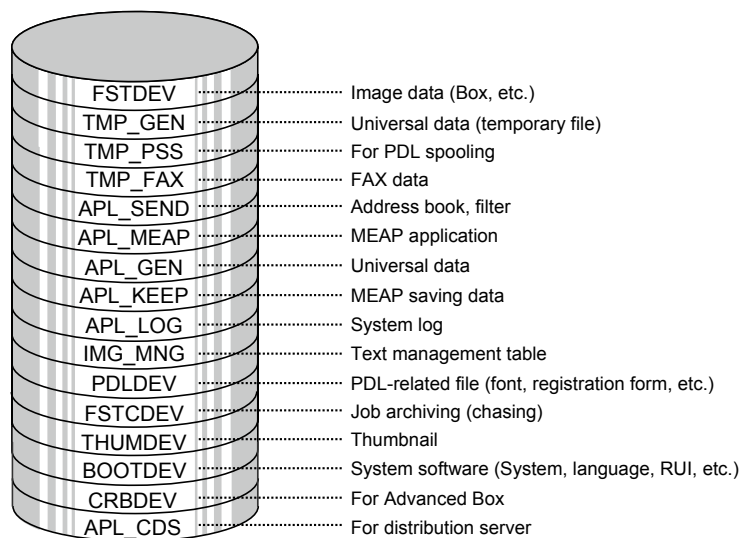 FSTDEV Image data (Box, etc.)
TMP_GEN Universal data (temporary file)
TMP_PSS For PDL spooling
TMP_FAX FAX data
APL_SEND Address book, filter
APL_MEAP MEAP application
APL_GEN Universal data
APL_KEEP MEAP saving data
APL_LOG System log
IMG_MNG Text management table
PDLDEV PDL-related file (font, registration form, etc.)
FSTCDEV Job archiving (chasing)
THUMDEV Thumbnail
BOOTDEV System software (System, language, RUI, etc.)
CRBDEV For Advanced Box
APL_CDS For distribution server